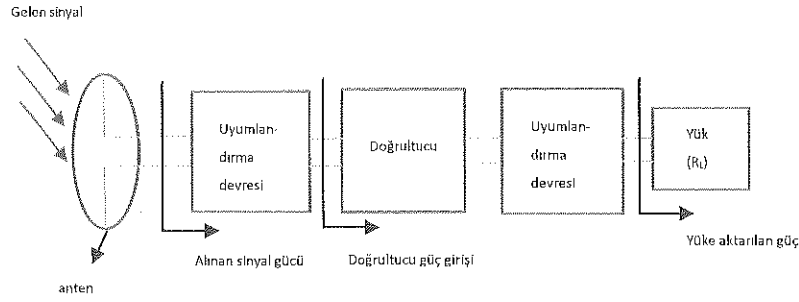 Gelen sinyal
Uyumlan-
dırma
devresi
Doğrultucu
Uyumlan-
dırma
devresi
Yük
(RL)
Alınan sinyal gücü
Doğrultucu güç girişi
Yüke aktarılan güç
anten